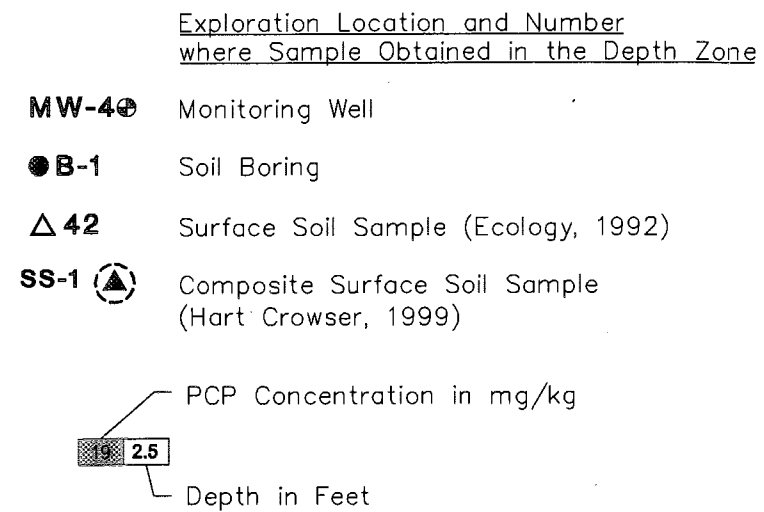 Exploration Location and Number
where Sample Obtained in the Depth Zone
MW-4 Monitoring Well
B-1 Soil Boring
42 Surface Soil Sample (Ecology, 1992)
SS-1 Composite Surface Soil Sample
(Hart Crowser, 1999)
PCP Concentration in mg/kg
19 2.5
Depth in Feet